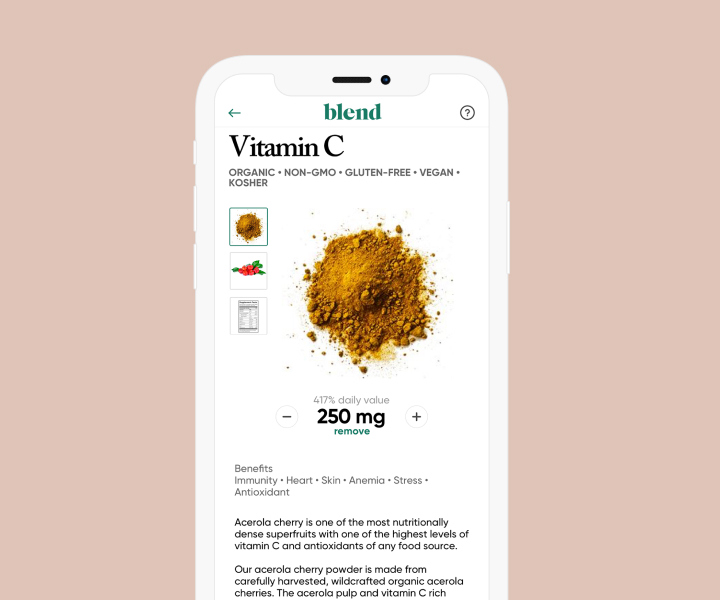 blend
?
Vitamin C
ORGANIC • NON-GMO • GLUTEN-FREE • VEGAN •
KOSHER
417% daily value
− 250 mg +
remove
Benefits
Immunity • Heart • Skin • Anemia • Stress •
Antioxidant
Acerola cherry is one of the most nutritionally
dense superfruits with one of the highest levels of
vitamin C and antioxidants of any food source.
Our acerola cherry powder is made from
carefully harvested, wildcrafted organic acerola
cherries. The acerola pulp and vitamin C rich